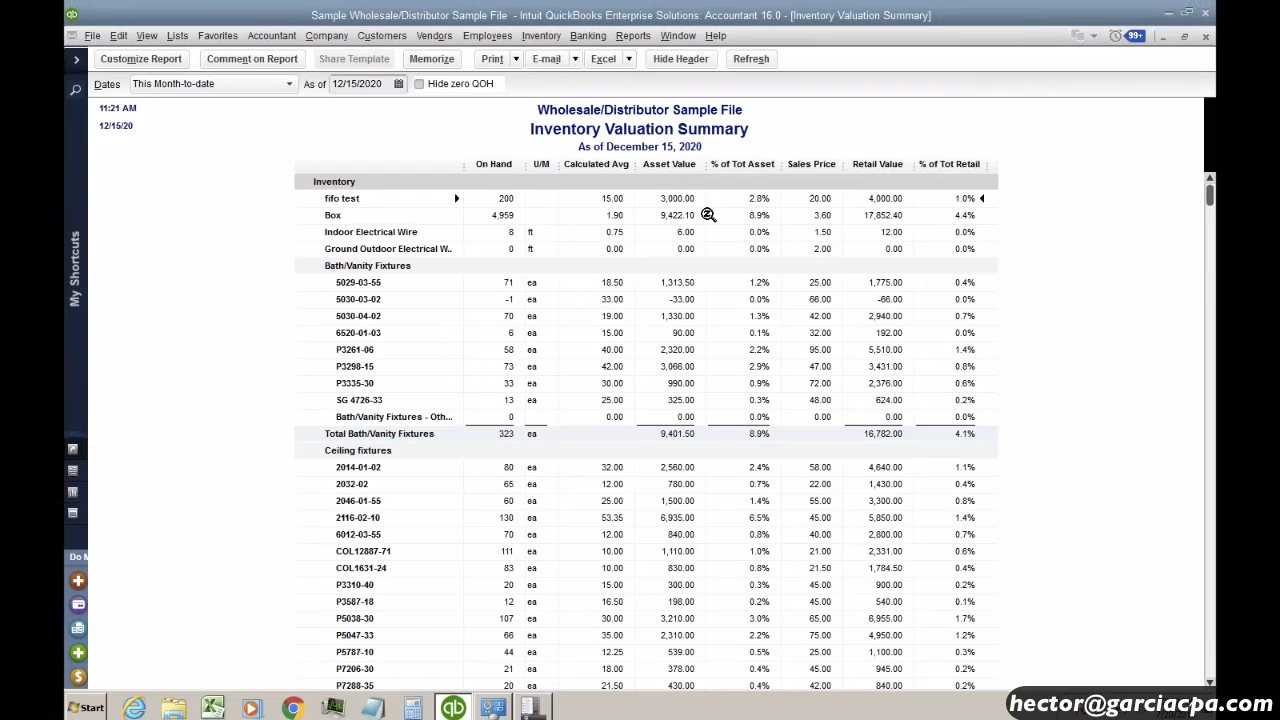 Sample Wholesale/Distributor Sample File - Intuit QuickBooks Enterprise Solutions: Accountant 16.0 - [Inventory Valuation Summary]
File Edit View Lists Favorites Accountant Company Customers Vendors Employees Inventory Banking Reports Window Help 99+
Customize Report Comment on Report Share Template Memorize Print E-mail Excel Hide Header Refresh
Dates This Month-to-date As of 12/15/2020 Hide zero QOH
11:21 AM
12/15/20
Wholesale/Distributor Sample File
Inventory Valuation Summary
As of December 15, 2020
On Hand U/M Calculated Avg Asset Value % of Tot Asset Sales Price Retail Value % of Tot Retail
Inventory
fifo test 200 15.00 3,000.00 2.8% 20.00 4,000.00 1.0%
Box 4,959 1.90 9,422.10 8.9% 3.60 17,852.40 4.4%
Indoor Electrical Wire 8 ft 0.75 6.00 0.0% 1.50 12.00 0.0%
Ground Outdoor Electrical W.. 0 ft 0.00 0.00 0.0% 2.00 0.00 0.0%
Bath/Vanity Fixtures
5029-03-55 71 ea 18.50 1,313.50 1.2% 25.00 1,775.00 0.4%
5030-03-02 -1 ea 33.00 -33.00 0.0% 66.00 -66.00 0.0%
5030-04-02 70 ea 19.00 1,330.00 1.3% 42.00 2,940.00 0.7%
6520-01-03 6 ea 15.00 90.00 0.1% 32.00 192.00 0.0%
P3261-06 58 ea 40.00 2,320.00 2.2% 95.00 5,510.00 1.4%
P3298-15 73 ea 42.00 3,066.00 2.9% 47.00 3,431.00 0.8%
P3335-30 33 ea 30.00 990.00 0.9% 72.00 2,376.00 0.6%
SG 4726-33 13 ea 25.00 325.00 0.3% 48.00 624.00 0.2%
Bath/Vanity Fixtures - Oth... 0 0.00 0.00 0.0% 0.00 0.00 0.0%
Total Bath/Vanity Fixtures 323 ea 9,401.50 8.9% 16,782.00 4.1%
Ceiling fixtures
2014-01-02 80 ea 32.00 2,560.00 2.4% 58.00 4,640.00 1.1%
2032-02 65 ea 12.00 780.00 0.7% 22.00 1,430.00 0.4%
2046-01-55 60 ea 25.00 1,500.00 1.4% 55.00 3,300.00 0.8%
2116-02-10 130 ea 53.35 6,935.00 6.5% 45.00 5,850.00 1.4%
6012-03-55 70 ea 12.00 840.00 0.8% 40.00 2,800.00 0.7%
COL12887-71 111 ea 10.00 1,110.00 1.0% 21.00 2,331.00 0.6%
COL1631-24 83 ea 10.00 830.00 0.8% 21.50 1,784.50 0.4%
P3310-40 20 ea 15.00 300.00 0.3% 45.00 900.00 0.2%
P3587-18 12 ea 16.50 198.00 0.2% 45.00 540.00 0.1%
P5038-30 107 ea 30.00 3,210.00 3.0% 65.00 6,955.00 1.7%
P5047-33 66 ea 35.00 2,310.00 2.2% 75.00 4,950.00 1.2%
P5787-10 44 ea 12.25 539.00 0.5% 25.00 1,100.00 0.3%
P7206-30 21 ea 18.00 378.00 0.4% 45.00 945.00 0.2%
P7288-35 20 ea 21.50 430.00 0.4% 42.00 840.00 0.2%
My Shortcuts
Do M
Start
hector@garciacpa.com